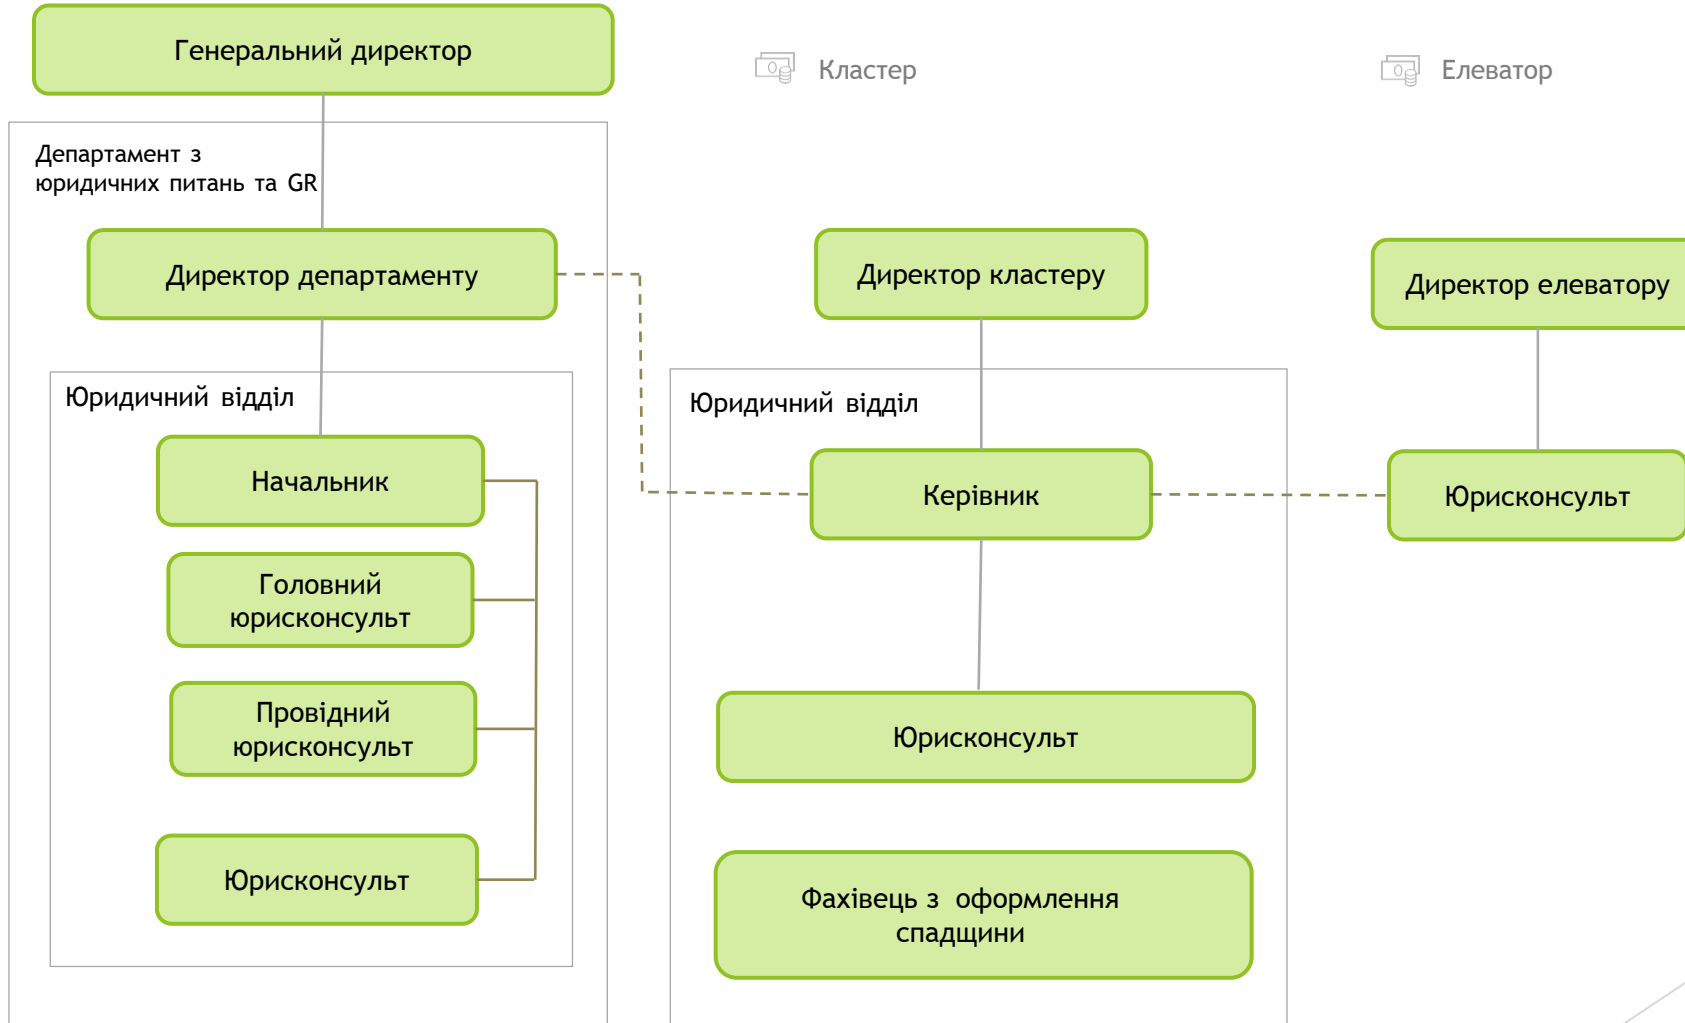 Генеральний директор
Кластер
Елеватор
Департамент з
юридичних питань та GR
Директор департаменту
Директор кластеру
Директор елеватору
Юридичний відділ
Юридичний відділ
Начальник
Керівник
Юрисконсульт
Головний
юрисконсульт
Провідний
юрисконсульт
Юрисконсульт
Юрисконсульт
Фахівець з оформлення
спадщини